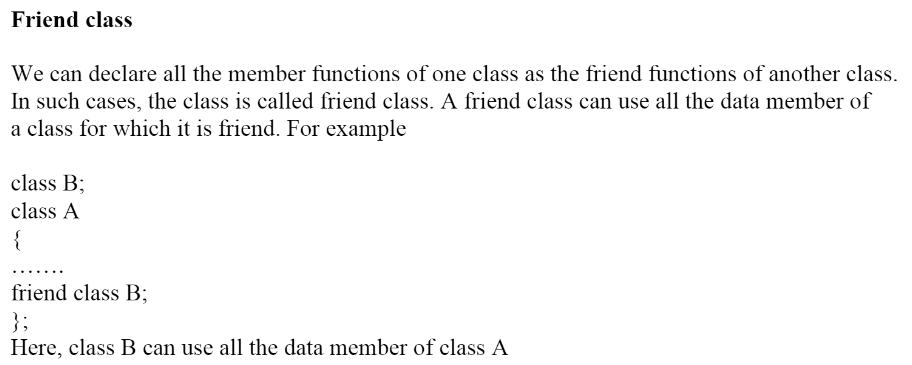 Friend class
We can declare all the member functions of one class as the friend functions of another class.
In such cases, the class is called friend class. A friend class can use all the data member of
a class for which it is friend. For example
class B;
class A
{
…….
friend class B;
};
Here, class B can use all the data member of class A